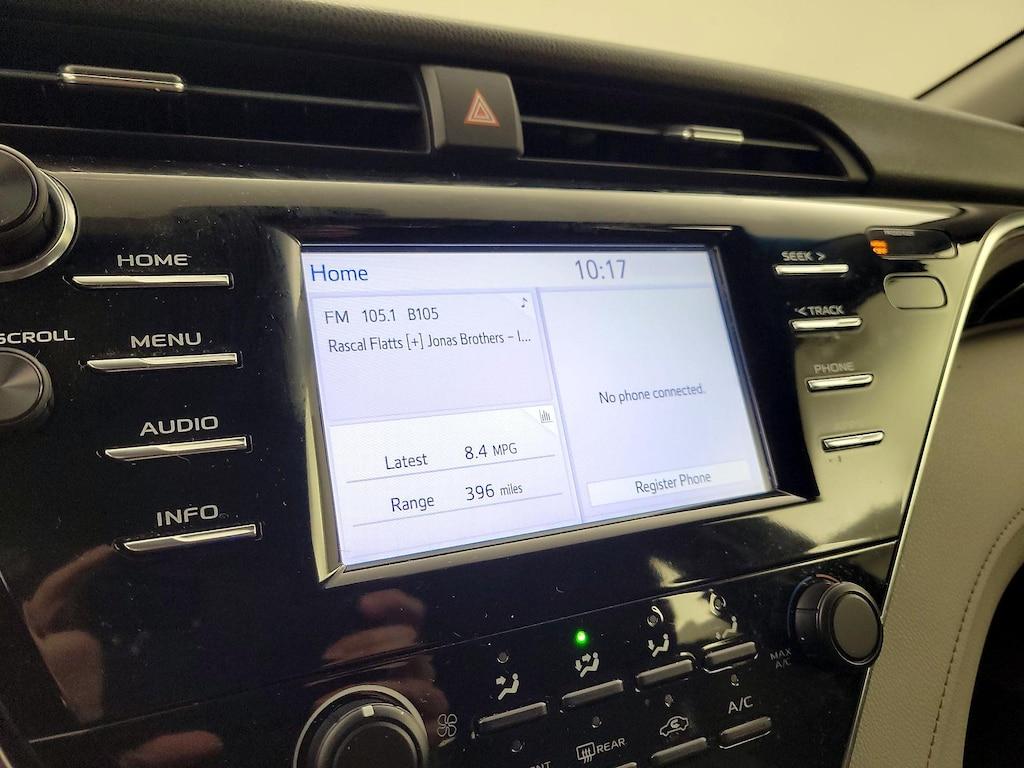 HOME
SCROLL
MENU
AUDIO
INFO
Home 10:17
FM 105.1 B105
Rascal Flatts [+] Jonas Brothers – I...
Latest 8.4 MPG
Range 396 miles
No phone connected.
Register Phone
SEEK >
< TRACK
PHONE
MAX
A/C
A/C
REAR